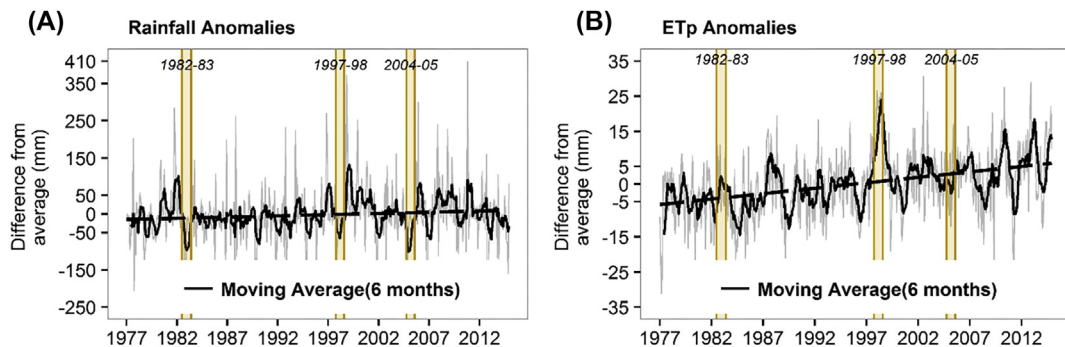 (A) Rainfall Anomalies
Difference from
average (mm)
410
350
250
150
50
0
-50
-150
-250
1982-83 1997-98 2004-05
Moving Average(6 months)
1977 1982 1987 1992 1997 2002 2007 2012
(B) ETp Anomalies
Difference from
average (mm)
35
25
15
5
0
-5
-15
-25
-35
1982-83 1997-98 2004-05
Moving Average(6 months)
1977 1982 1987 1992 1997 2002 2007 2012